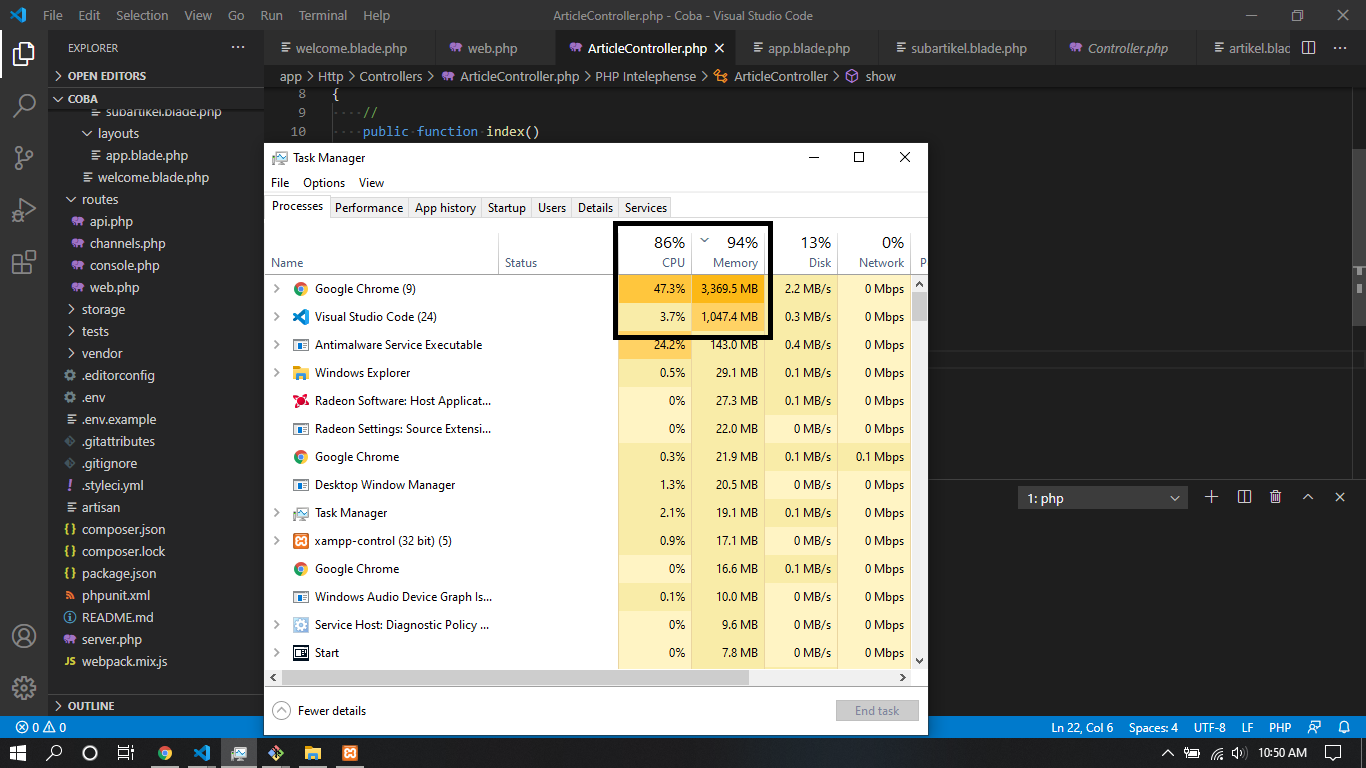 File Edit Selection View Go Run Terminal Help ArticleController.php - Coba - Visual Studio Code
EXPLORER ···
welcome.blade.php web.php ArticleController.php app.blade.php subartikel.blade.php Controller.php artikel.blac
OPEN EDITORS
app > Http > Controllers > ArticleController.php > PHP Intelephense > ArticleController > show
COBA
subartikel.blade.php
layouts
app.blade.php
welcome.blade.php
routes
api.php
channels.php
console.php
web.php
storage
tests
vendor
.editorconfig
.env
.env.example
.gitattributes
.gitignore
.styleci.yml
artisan
composer.json
composer.lock
package.json
phpunit.xml
README.md
server.php
webpack.mix.js
OUTLINE
8 {
9 //
10 public function index()
Task Manager
File Options View
Processes Performance App history Startup Users Details Services
86% 94% 13% 0%
Name Status CPU Memory Disk Network P
Google Chrome (9) 47.3% 3,369.5 MB 2.2 MB/s 0 Mbps
Visual Studio Code (24) 3.7% 1,047.4 MB 0.3 MB/s 0 Mbps
Antimalware Service Executable 24.2% 143.0 MB 0.4 MB/s 0 Mbps
Windows Explorer 0.5% 29.1 MB 0.1 MB/s 0 Mbps
Radeon Software: Host Applicat... 0% 27.3 MB 0.1 MB/s 0 Mbps
Radeon Settings: Source Extensi... 0% 22.0 MB 0 MB/s 0 Mbps
Google Chrome 0.3% 21.9 MB 0.1 MB/s 0.1 Mbps
Desktop Window Manager 1.3% 20.5 MB 0 MB/s 0 Mbps
Task Manager 2.1% 19.1 MB 0.1 MB/s 0 Mbps
xampp-control (32 bit) (5) 0.9% 17.1 MB 0 MB/s 0 Mbps
Google Chrome 0% 16.6 MB 0.1 MB/s 0 Mbps
Windows Audio Device Graph Is... 0.1% 10.0 MB 0 MB/s 0 Mbps
Service Host: Diagnostic Policy ... 0% 9.6 MB 0 MB/s 0 Mbps
Start 0% 7.8 MB 0 MB/s 0 Mbps
Fewer details End task
1: php
0 0 Ln 22, Col 6 Spaces: 4 UTF-8 LF PHP
10:50 AM